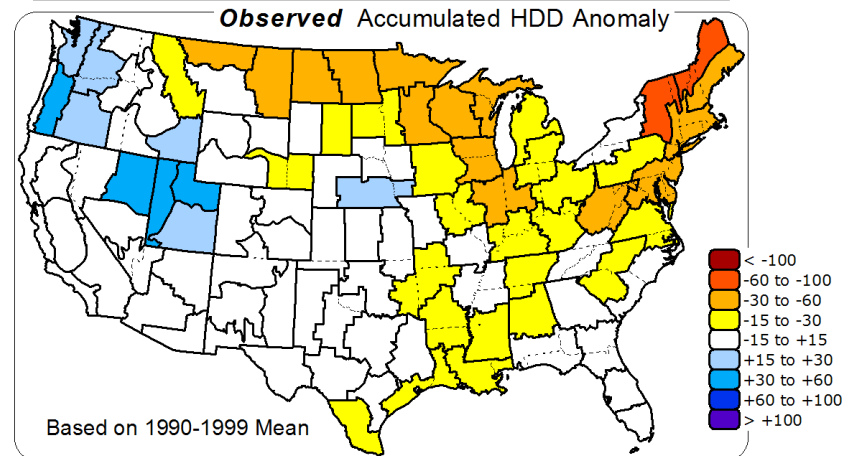 Observed Accumulated HDD Anomaly
< -100
-60 to -100
-30 to -60
-15 to -30
-15 to +15
+15 to +30
+30 to +60
+60 to +100
> +100
Based on 1990-1999 Mean